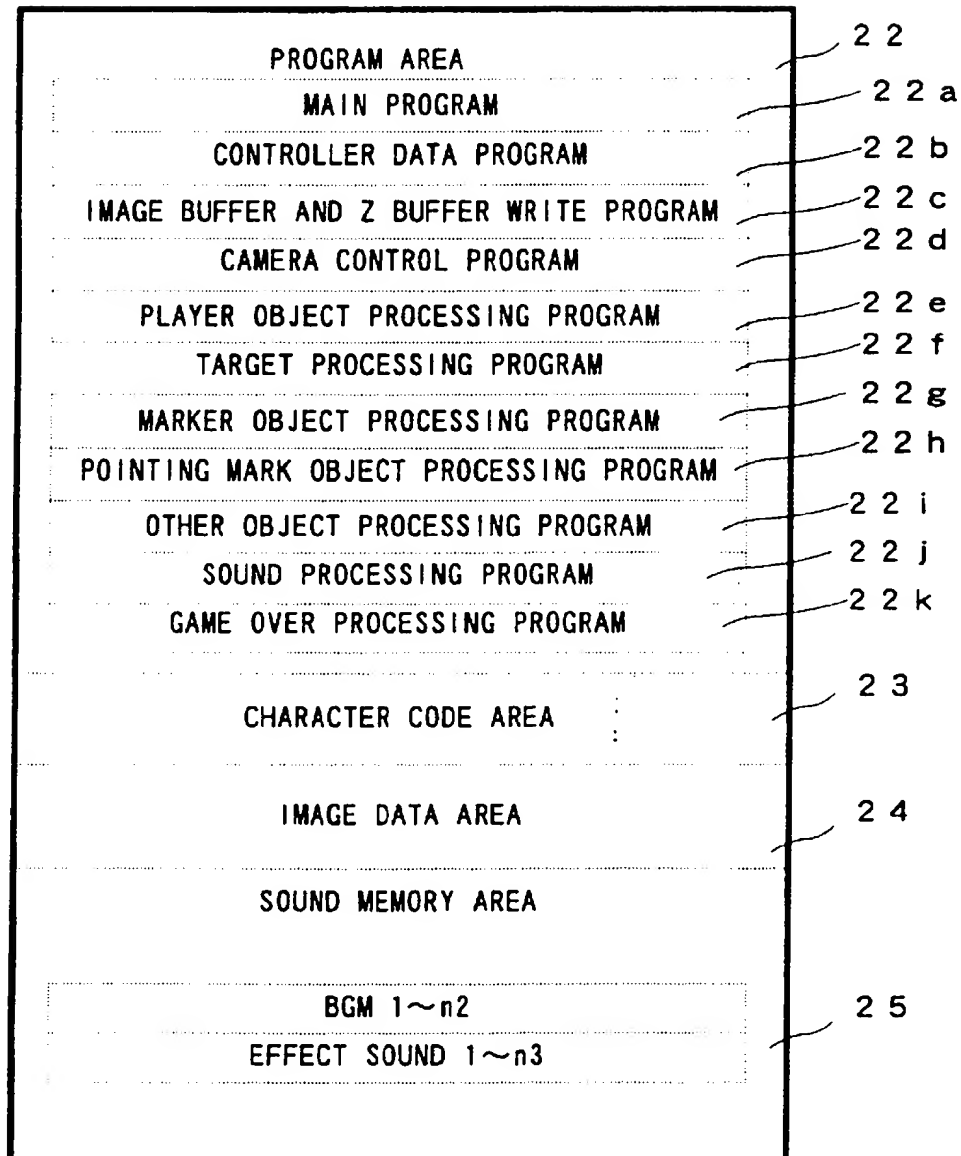 PROGRAM AREA 22
MAIN PROGRAM 22a
CONTROLLER DATA PROGRAM 22b
IMAGE BUFFER AND Z BUFFER WRITE PROGRAM 22c
CAMERA CONTROL PROGRAM 22d
PLAYER OBJECT PROCESSING PROGRAM 22e
TARGET PROCESSING PROGRAM 22f
MARKER OBJECT PROCESSING PROGRAM 22g
POINTING MARK OBJECT PROCESSING PROGRAM 22h
OTHER OBJECT PROCESSING PROGRAM 22i
SOUND PROCESSING PROGRAM 22j
GAME OVER PROCESSING PROGRAM 22k
CHARACTER CODE AREA 23
IMAGE DATA AREA 24
SOUND MEMORY AREA
BGM 1～n2 25
EFFECT SOUND 1～n3